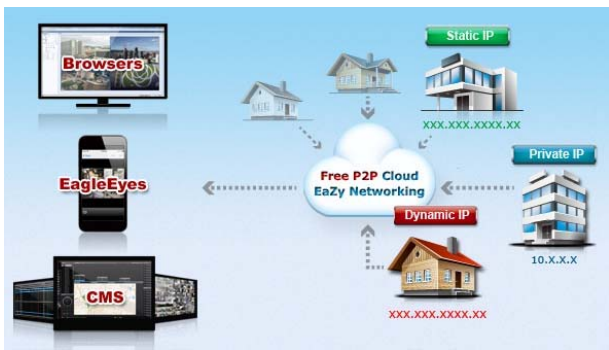 Browsers
EagleEyes
CMS
Free P2P Cloud
EaZy Networking
Static IP
xxx.xxx.xxxx.xx
Private IP
10.x.x.x
Dynamic IP
xxx.xxx.xxxx.xx